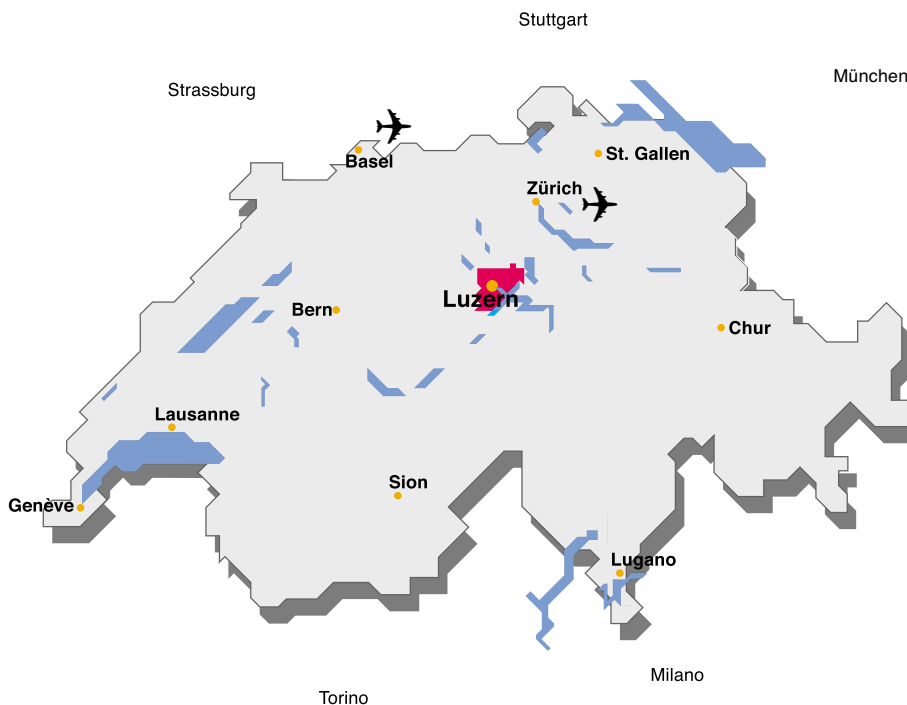 Stuttgart
München
Strassburg
Basel
St. Gallen
Zürich
Luzern
Bern
Chur
Lausanne
Sion
Genève
Lugano
Milano
Torino